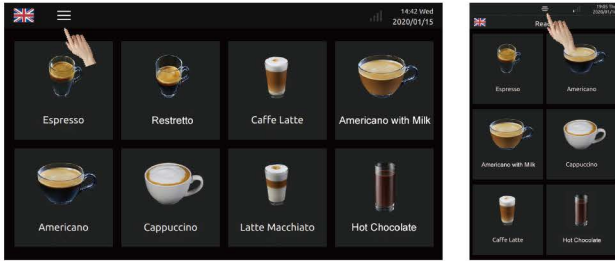 14:42 Wed
2020/01/15
Espresso
Restretto
Caffe Latte
Americano with Milk
Americano
Cappuccino
Latte Macchiato
Hot Chocolate
Espresso
Americano
Americano with Milk
Cappuccino
Caffe Latte
Hot Chocolate